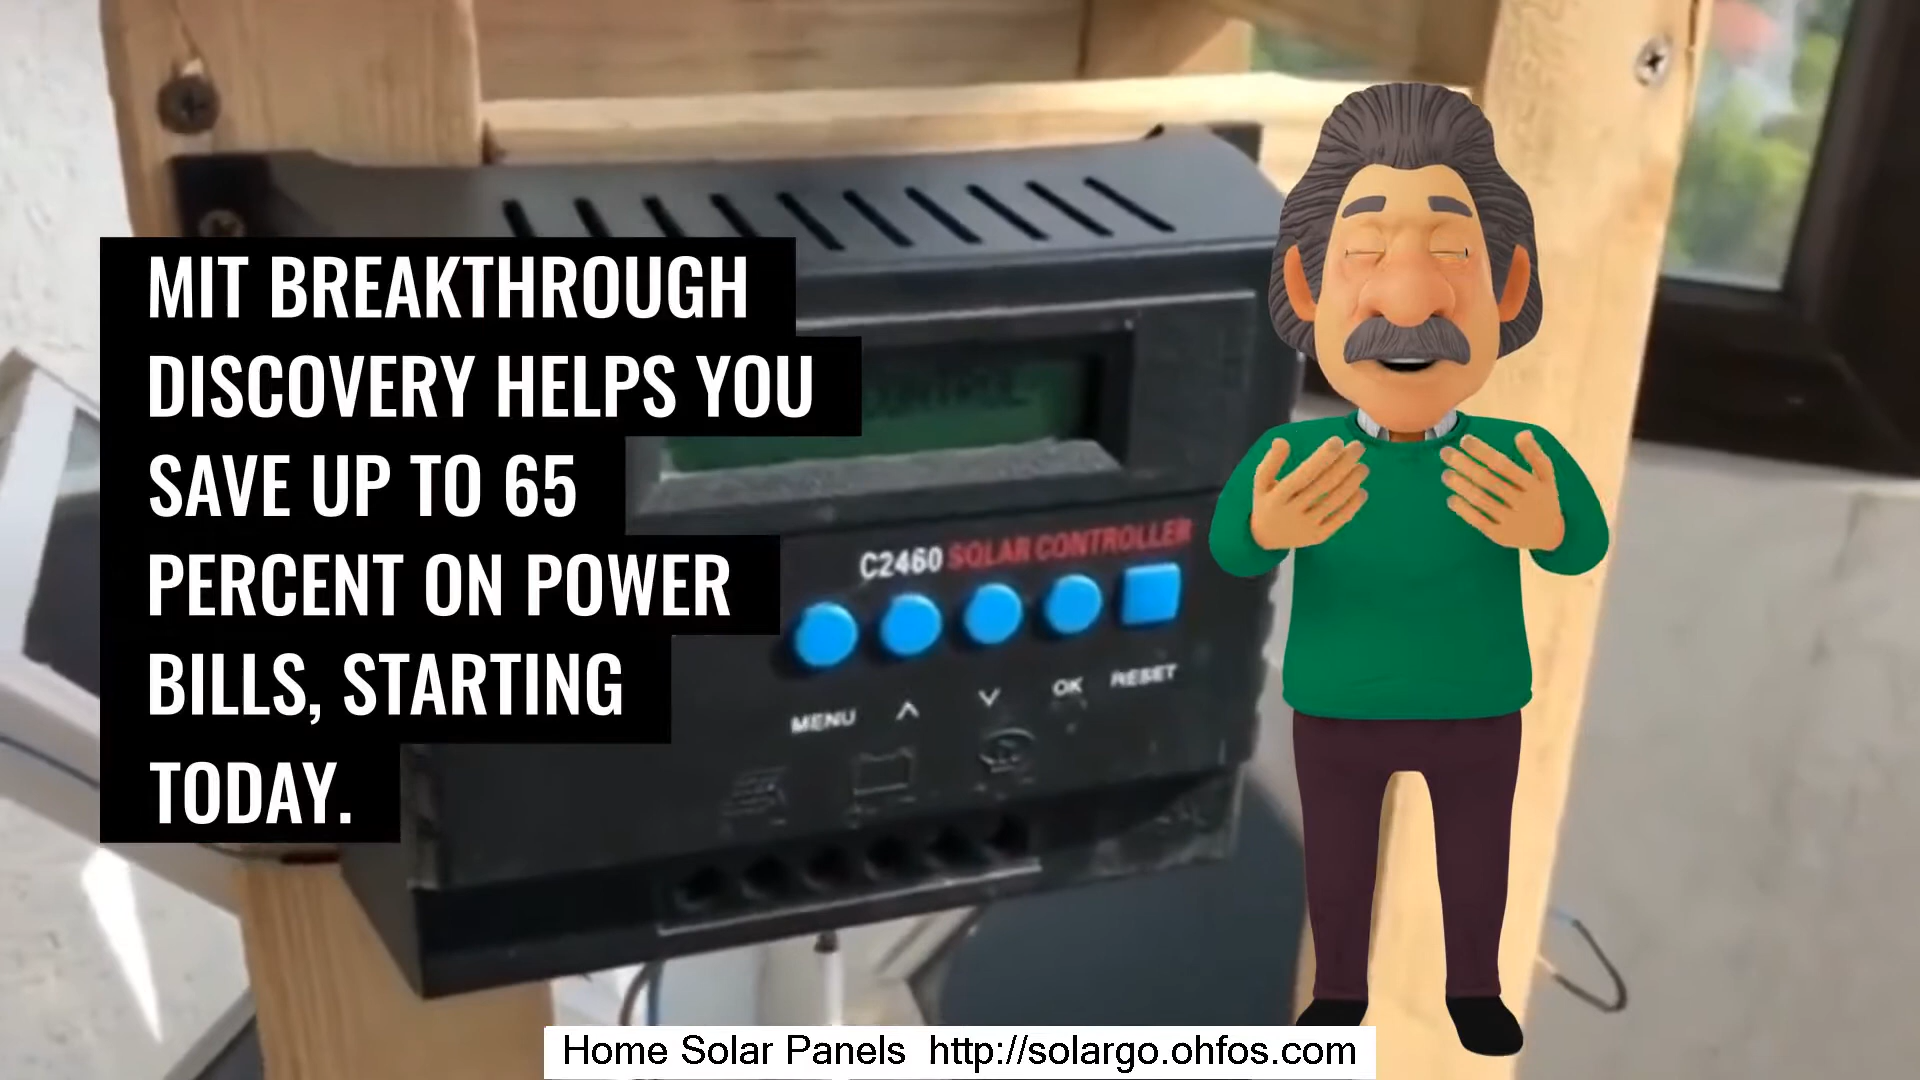 MIT BREAKTHROUGH
DISCOVERY HELPS YOU
SAVE UP TO 65
PERCENT ON POWER
BILLS, STARTING
TODAY.
C2460 SOLAR CONTROLLER
MENU OK RESET
Home Solar Panels http://solargo.ohfos.com